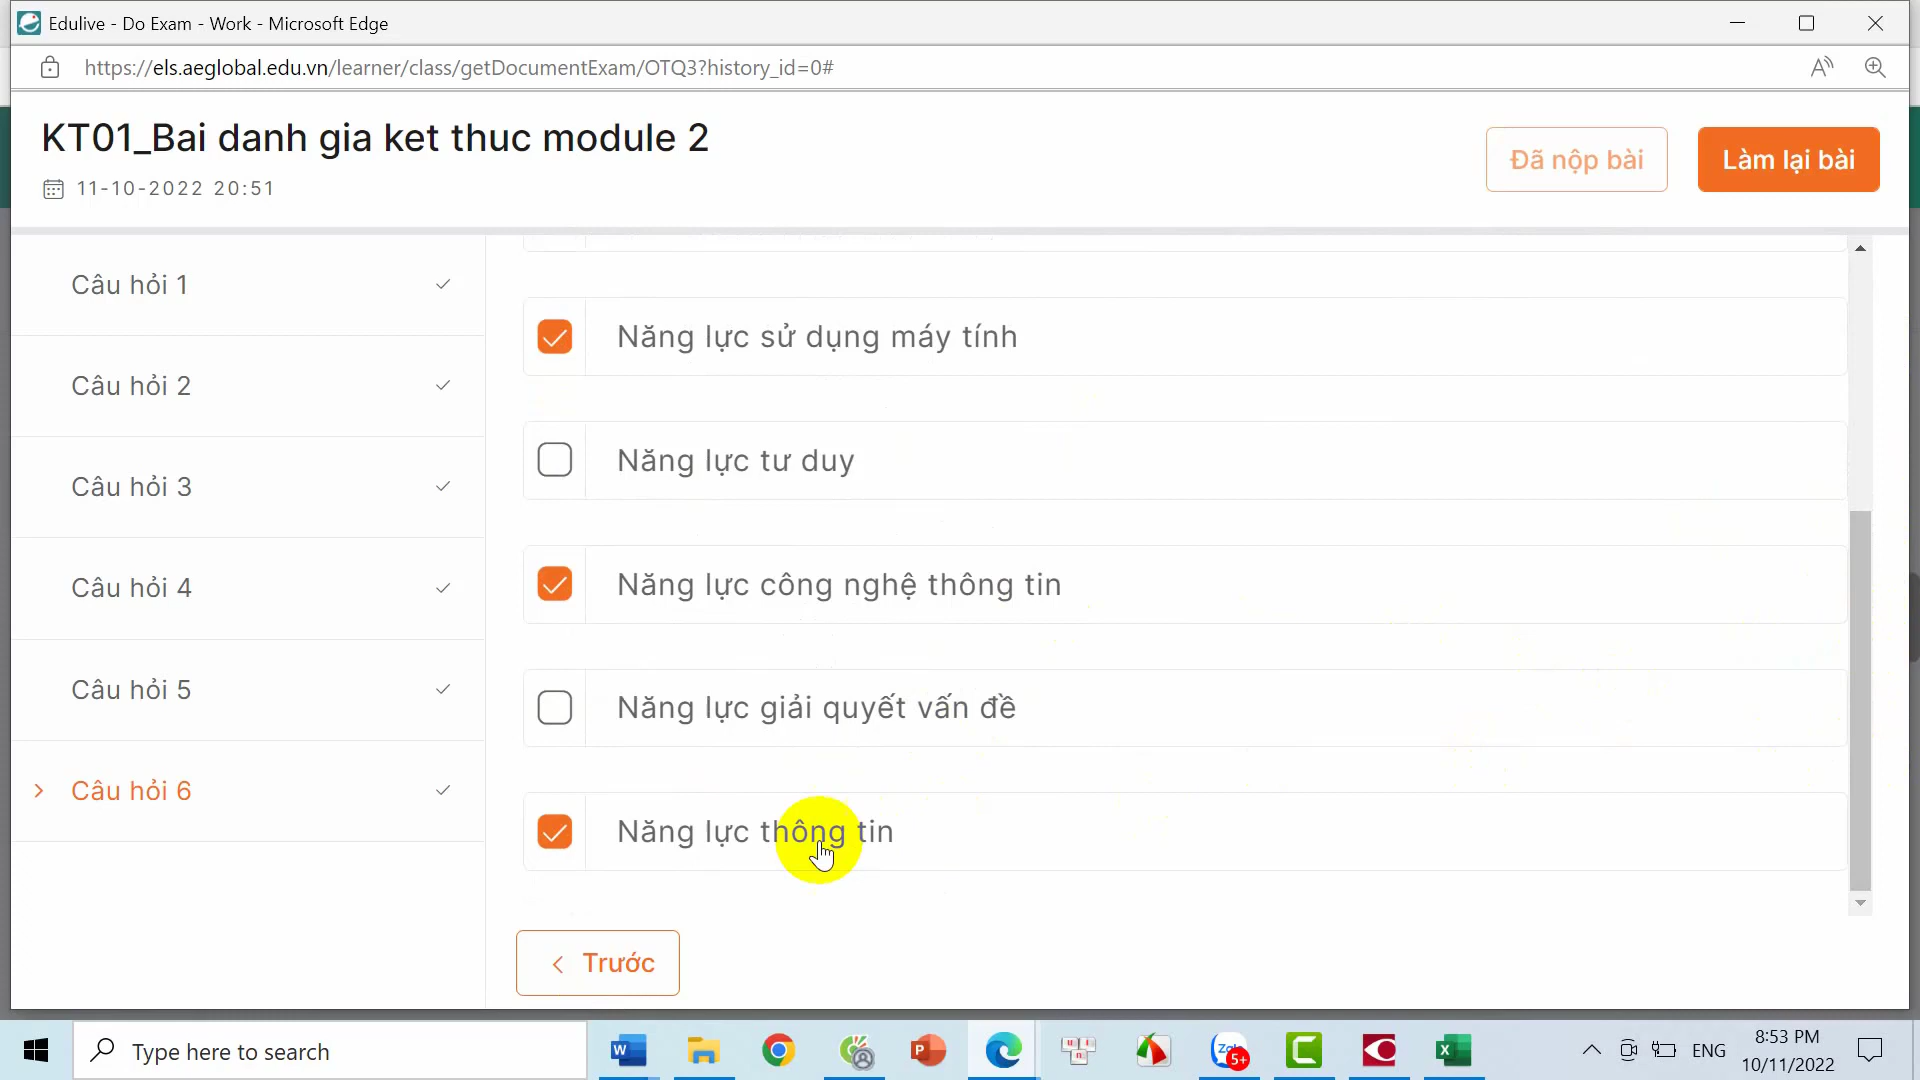 Edulive - Do Exam - Work - Microsoft Edge
https://els.aeglobal.edu.vn/learner/class/getDocumentExam/OTQ3?history_id=0#
KT01_Bai danh gia ket thuc module 2
11-10-2022 20:51
Đã nộp bài
Làm lại bài
Câu hỏi 1
Câu hỏi 2
Câu hỏi 3
Câu hỏi 4
Câu hỏi 5
Câu hỏi 6
Năng lực sử dụng máy tính
Năng lực tư duy
Năng lực công nghệ thông tin
Năng lực giải quyết vấn đề
Năng lực thông tin
Trước
Type here to search
5+
ENG
8:53 PM
10/11/2022